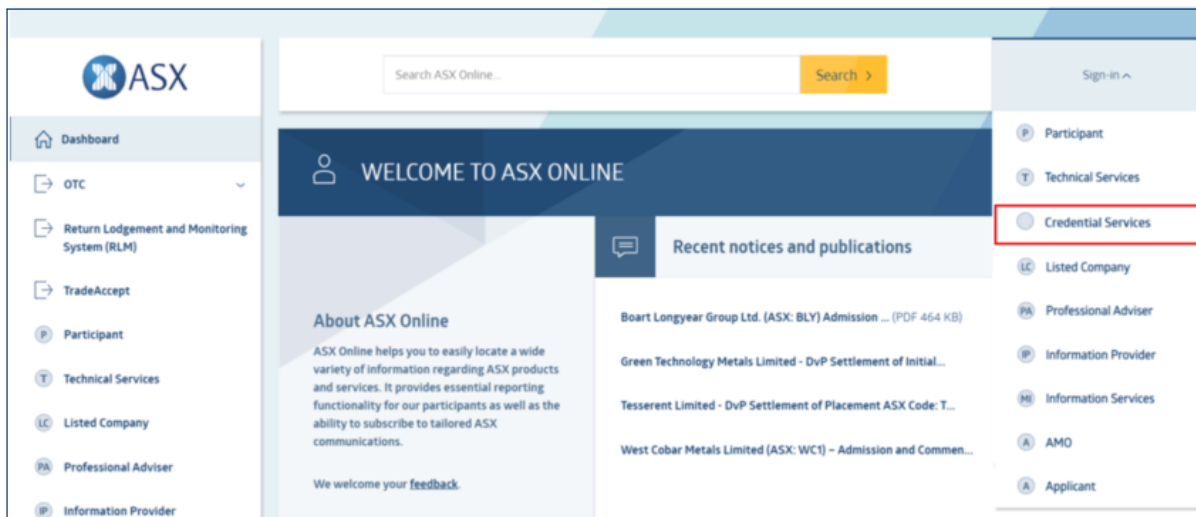 ASX
Dashboard
OTC
Return Lodgement and Monitoring
System (RLM)
TradeAccept
P Participant
T Technical Services
LC Listed Company
PA Professional Adviser
IP Information Provider
Search ASX Online...
Search >
WELCOME TO ASX ONLINE
About ASX Online
ASX Online helps you to easily locate a wide
variety of information regarding ASX products
and services. It provides essential reporting
functionality for our participants as well as the
ability to subscribe to tailored ASX
communications.
We welcome your feedback.
Recent notices and publications
Boart Longyear Group Ltd. (ASX: BLY) Admission ... (PDF 464 KB)
Green Technology Metals Limited - DvP Settlement of Initial...
Tesserent Limited - DvP Settlement of Placement ASX Code: T...
West Cobar Metals Limited (ASX: WC1) – Admission and Commen...
Sign-in
P Participant
T Technical Services
Credential Services
LC Listed Company
PA Professional Adviser
IP Information Provider
MI Information Services
A AMO
A Applicant